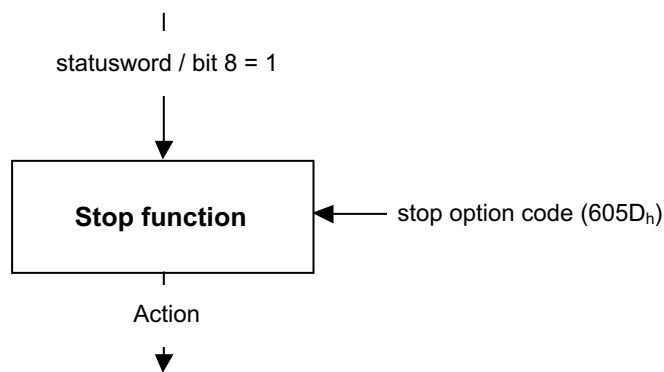 statusword / bit 8 = 1
Stop function
stop option code (605Dₕ)
Action